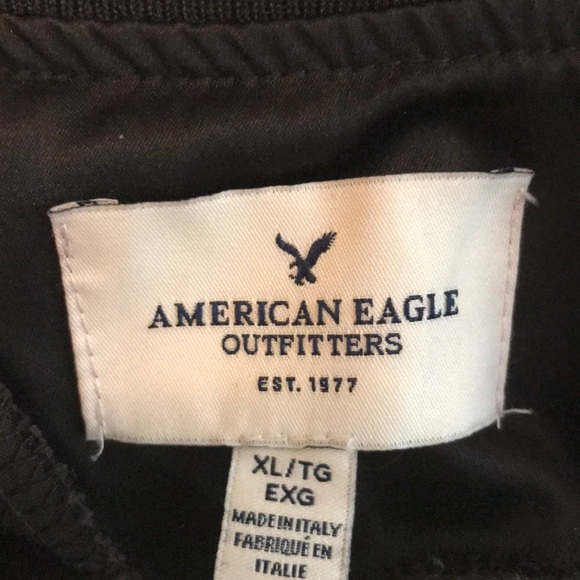 AMERICAN EAGLE
OUTFITTERS
EST. 1977
XL/TG
EXG
MADE IN ITALY
FABRIQUÉ EN
ITALIE